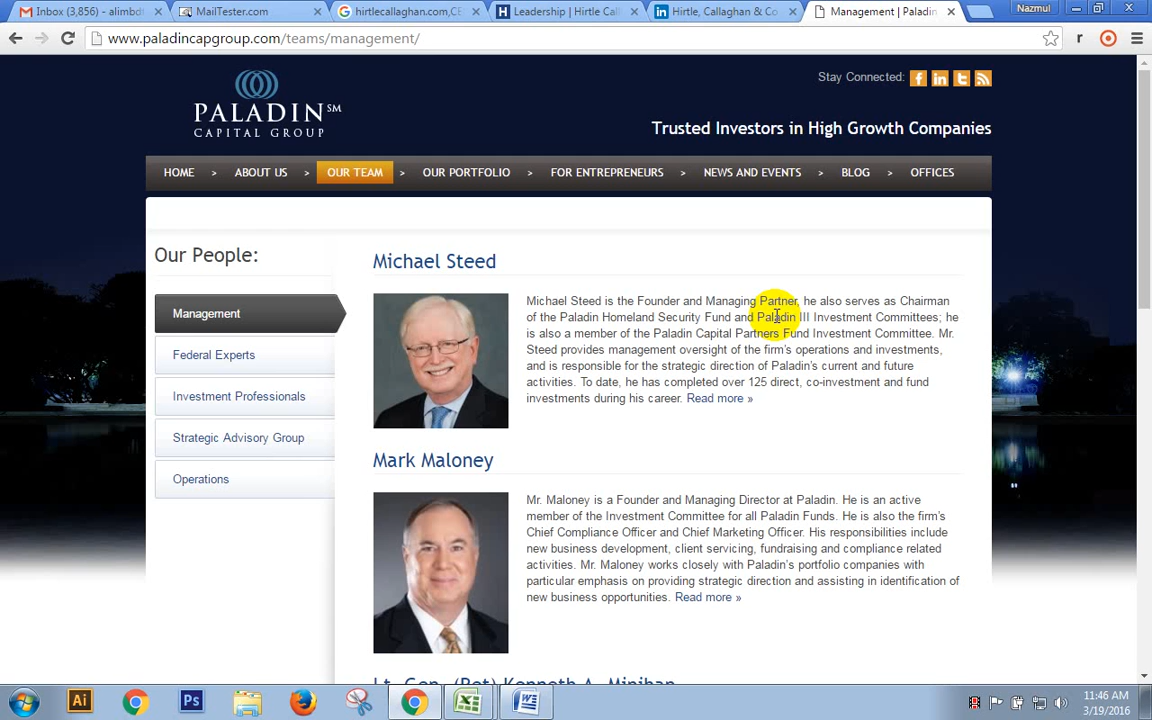 Inbox (3,856) - alimbdt
MailTester.com
hirtlecallaghan.com,CE
Leadership | Hirtle Cal
Hirtle, Callaghan & Co
Management | Paladin
Nazmul
www.paladincapgroup.com/teams/management/
Stay Connected:
PALADIN SM
CAPITAL GROUP
Trusted Investors in High Growth Companies
HOME > ABOUT US > OUR TEAM > OUR PORTFOLIO > FOR ENTREPRENEURS > NEWS AND EVENTS > BLOG > OFFICES
Our People:
Management
Federal Experts
Investment Professionals
Strategic Advisory Group
Operations
Michael Steed
Michael Steed is the Founder and Managing Partner, he also serves as Chairman
of the Paladin Homeland Security Fund and Paladin III Investment Committees; he
is also a member of the Paladin Capital Partners Fund Investment Committee. Mr.
Steed provides management oversight of the firm's operations and investments,
and is responsible for the strategic direction of Paladin's current and future
activities. To date, he has completed over 125 direct, co-investment and fund
investments during his career. Read more »
Mark Maloney
Mr. Maloney is a Founder and Managing Director at Paladin. He is an active
member of the Investment Committee for all Paladin Funds. He is also the firm's
Chief Compliance Officer and Chief Marketing Officer. His responsibilities include
new business development, client servicing, fundraising and compliance related
activities. Mr. Maloney works closely with Paladin's portfolio companies with
particular emphasis on providing strategic direction and assisting in identification of
new business opportunities. Read more »
Lt. Gen. (Ret) Kenneth A. Minihan
Ai
Ps
11:46 AM
3/19/2016